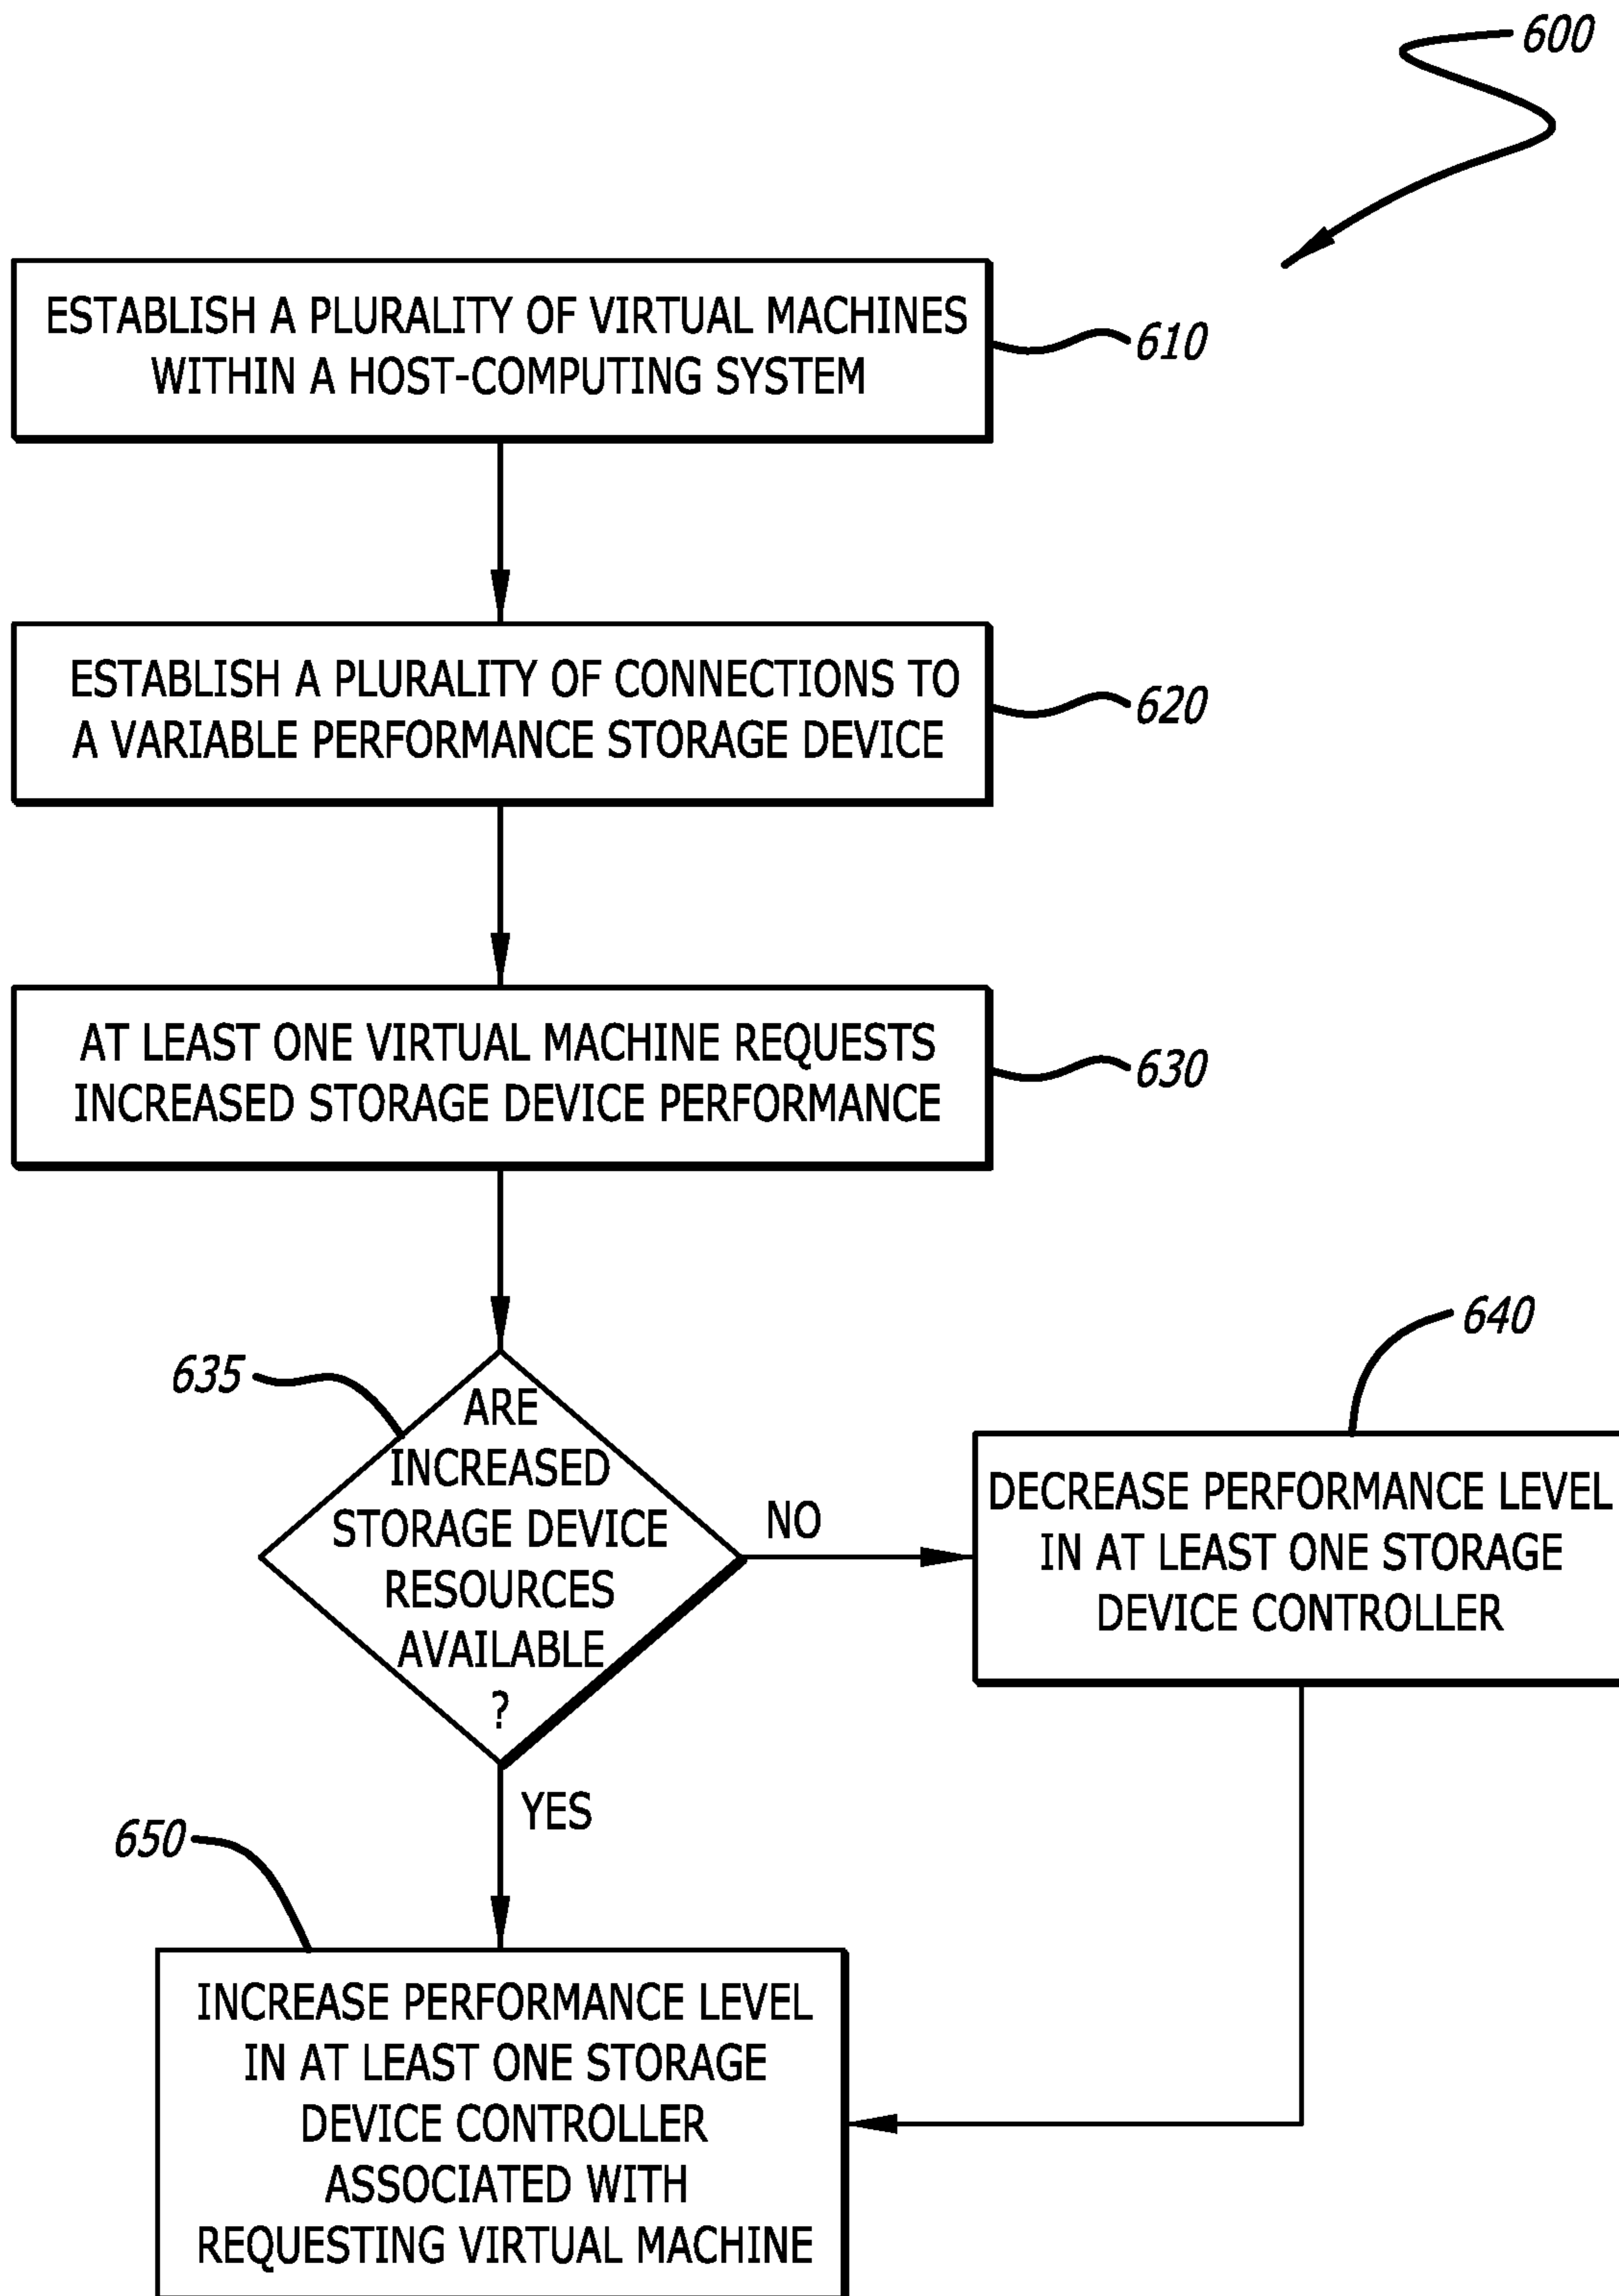 600
ESTABLISH A PLURALITY OF VIRTUAL MACHINES
WITHIN A HOST-COMPUTING SYSTEM
610
ESTABLISH A PLURALITY OF CONNECTIONS TO
A VARIABLE PERFORMANCE STORAGE DEVICE
620
AT LEAST ONE VIRTUAL MACHINE REQUESTS
INCREASED STORAGE DEVICE PERFORMANCE
630
635
ARE
INCREASED
STORAGE DEVICE
RESOURCES
AVAILABLE
?
NO
640
DECREASE PERFORMANCE LEVEL
IN AT LEAST ONE STORAGE
DEVICE CONTROLLER
YES
650
INCREASE PERFORMANCE LEVEL
IN AT LEAST ONE STORAGE
DEVICE CONTROLLER
ASSOCIATED WITH
REQUESTING VIRTUAL MACHINE